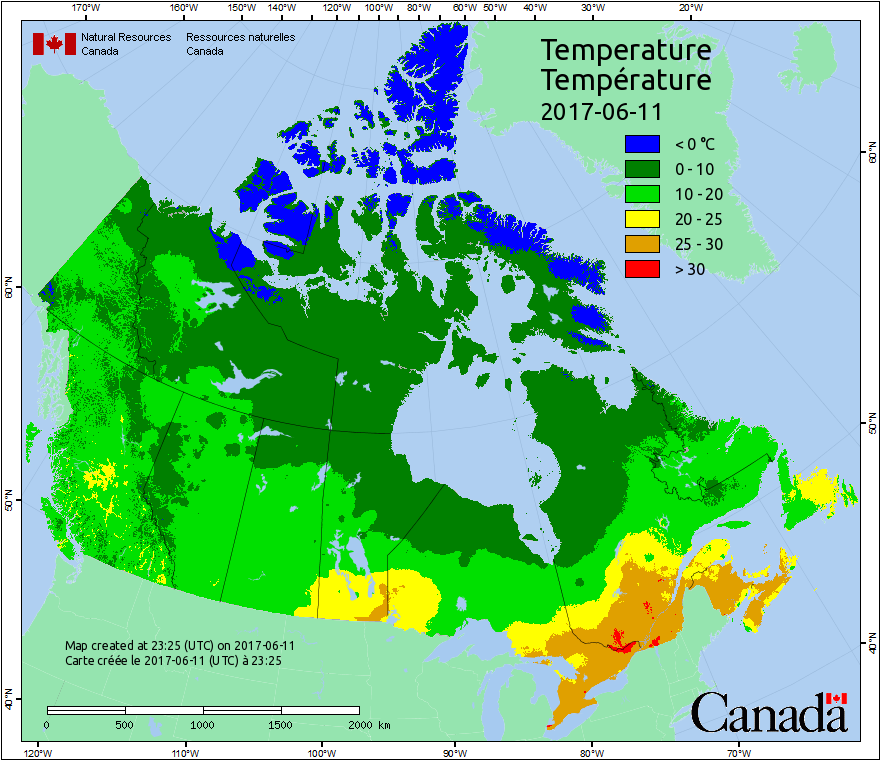 170°W 160°W 150°W 140°W 130°W 120°W 110°W 100°W 90°W 80°W 70°W 60°W 50°W 40°W 30°W 20°W
Natural Resources Ressources naturelles
Canada Canada
Temperature
Température
2017-06-11
< 0 °C
0 - 10
10 - 20
20 - 25
25 - 30
> 30
60°N
60°N
50°N
50°N
40°N
40°N
Map created at 23:25 (UTC) on 2017-06-11
Carte créée le 2017-06-11 (UTC) à 23:25
0 500 1000 1500 2000 km
Canada
120°W 110°W 100°W 90°W 80°W 70°W